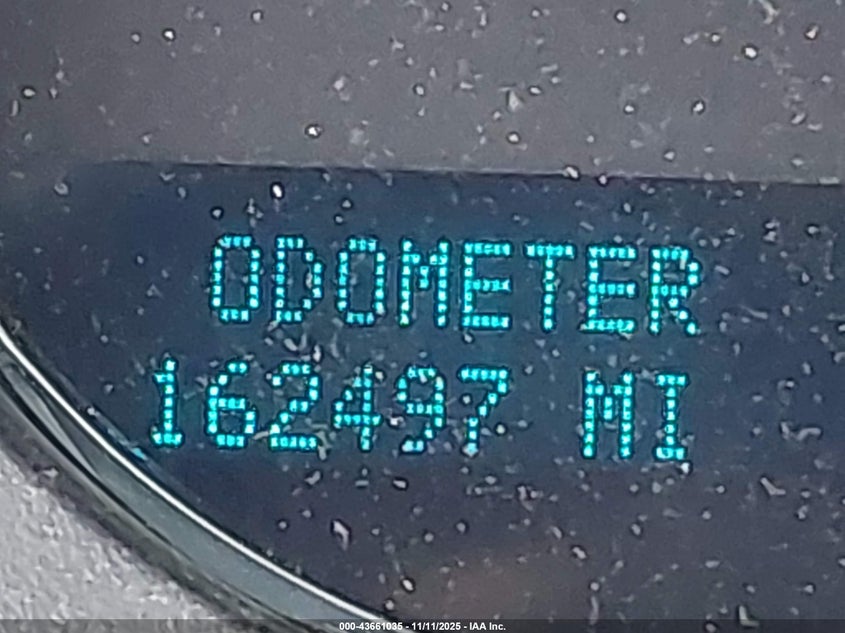 ODOMETER
162497 MI
000-43661035 - 11/11/2025 - IAA Inc.